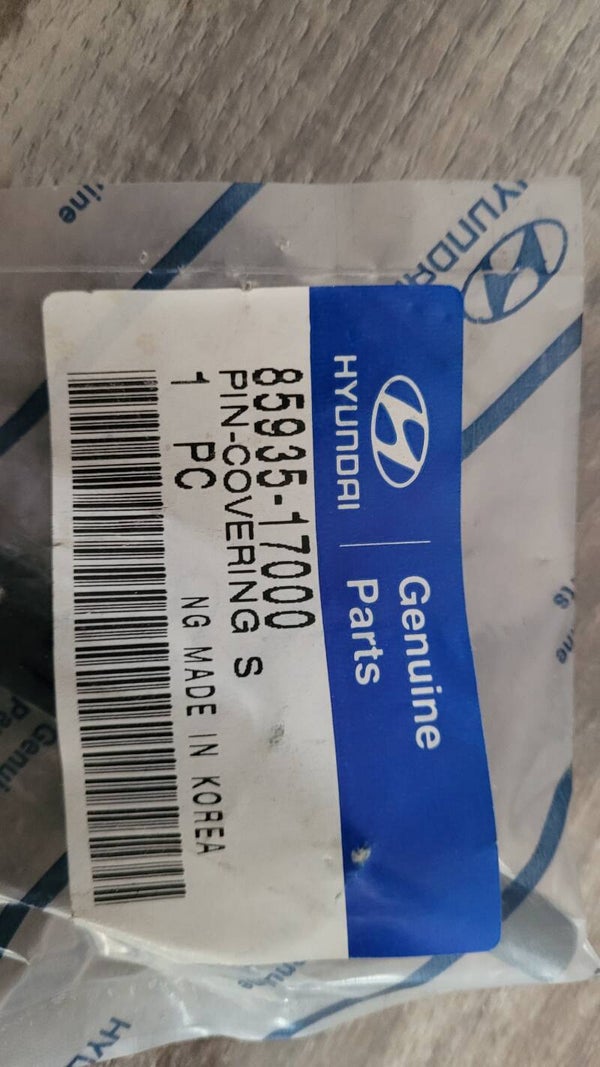 HYUNDAI
Genuine
Parts
85935-17000
PIN-COVERING S
1 PC
NG MADE IN KOREA
HYUNDAI